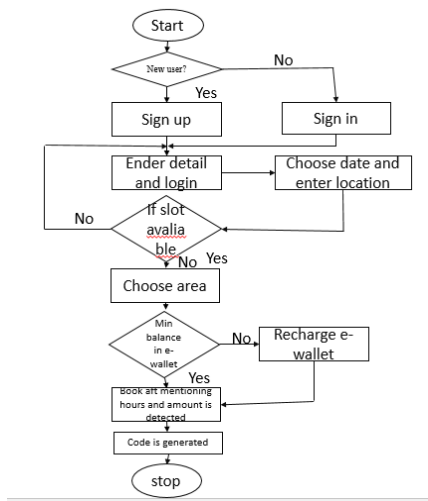 Start
New user?
No
Yes
Sign up
Sign in
Ender detail
and login
Choose date and
enter location
If slot
avalia
ble
No
No
Yes
Choose area
Min
balance
in e-
wallet
No
Recharge e-
wallet
Yes
Book aft mentioning
hours and amount is
detected
Code is generated
stop